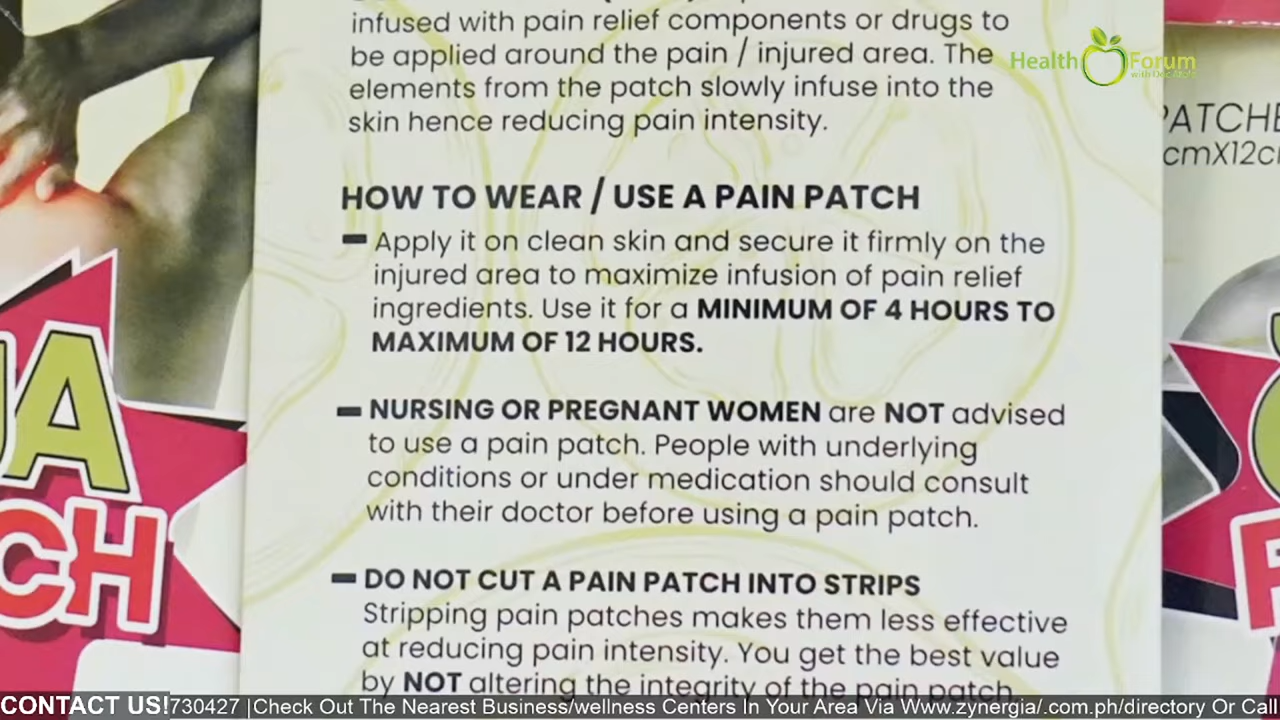 infused with pain relief components or drugs to
be applied around the pain / injured area. The
elements from the patch slowly infuse into the
skin hence reducing pain intensity.
HOW TO WEAR / USE A PAIN PATCH
Apply it on clean skin and secure it firmly on the
injured area to maximize infusion of pain relief
ingredients. Use it for a MINIMUM OF 4 HOURS TO
MAXIMUM OF 12 HOURS.
NURSING OR PREGNANT WOMEN are NOT advised
to use a pain patch. People with underlying
conditions or under medication should consult
with their doctor before using a pain patch.
DO NOT CUT A PAIN PATCH INTO STRIPS
Stripping pain patches makes them less effective
at reducing pain intensity. You get the best value
by NOT altering the integrity of the pain patch.
Health Forum
cmX12c
CH
CONTACT US! 730427 |Check Out The Nearest Business/wellness Centers In Your Area Via Www.zynergia/.com.ph/directory Or Call